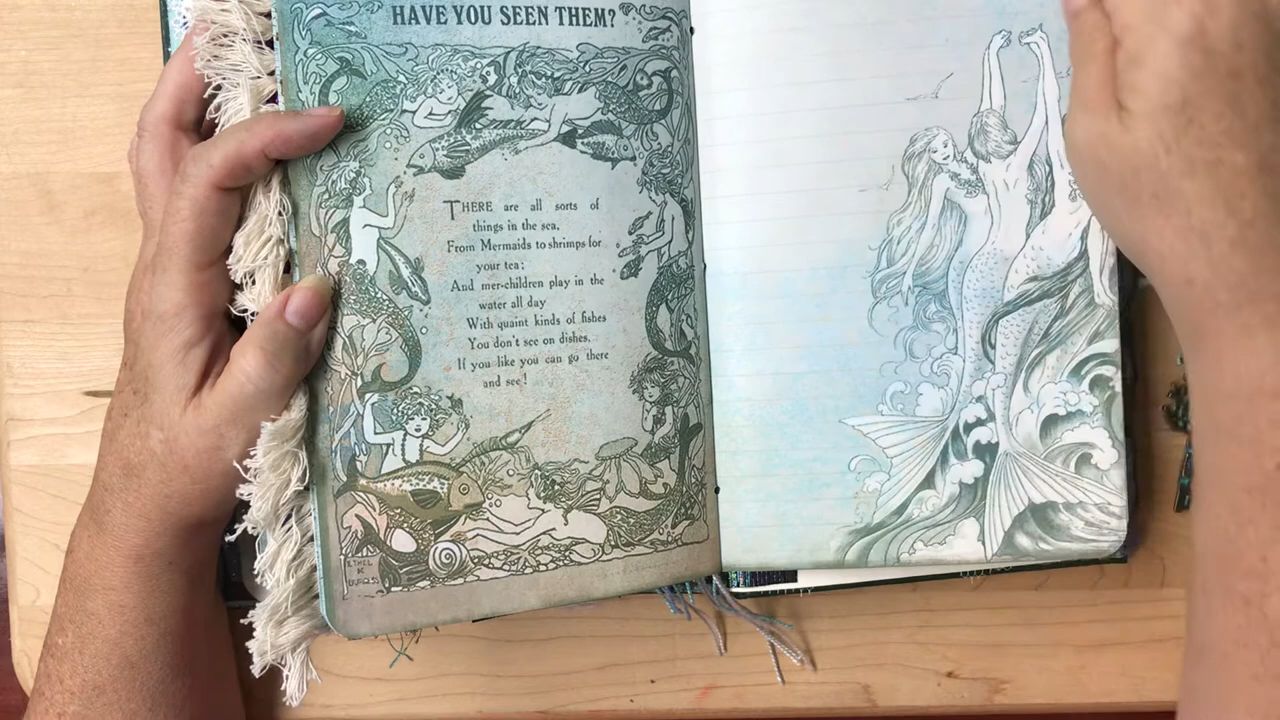 HAVE YOU SEEN THEM?
THERE are all sorts of
things in the sea,
From Mermaids to shrimps for
your tea;
And mer-children play in the
water all day
With quaint kinds of fishes
You don't see on dishes,
If you like you can go there
and see!
ETHEL
K